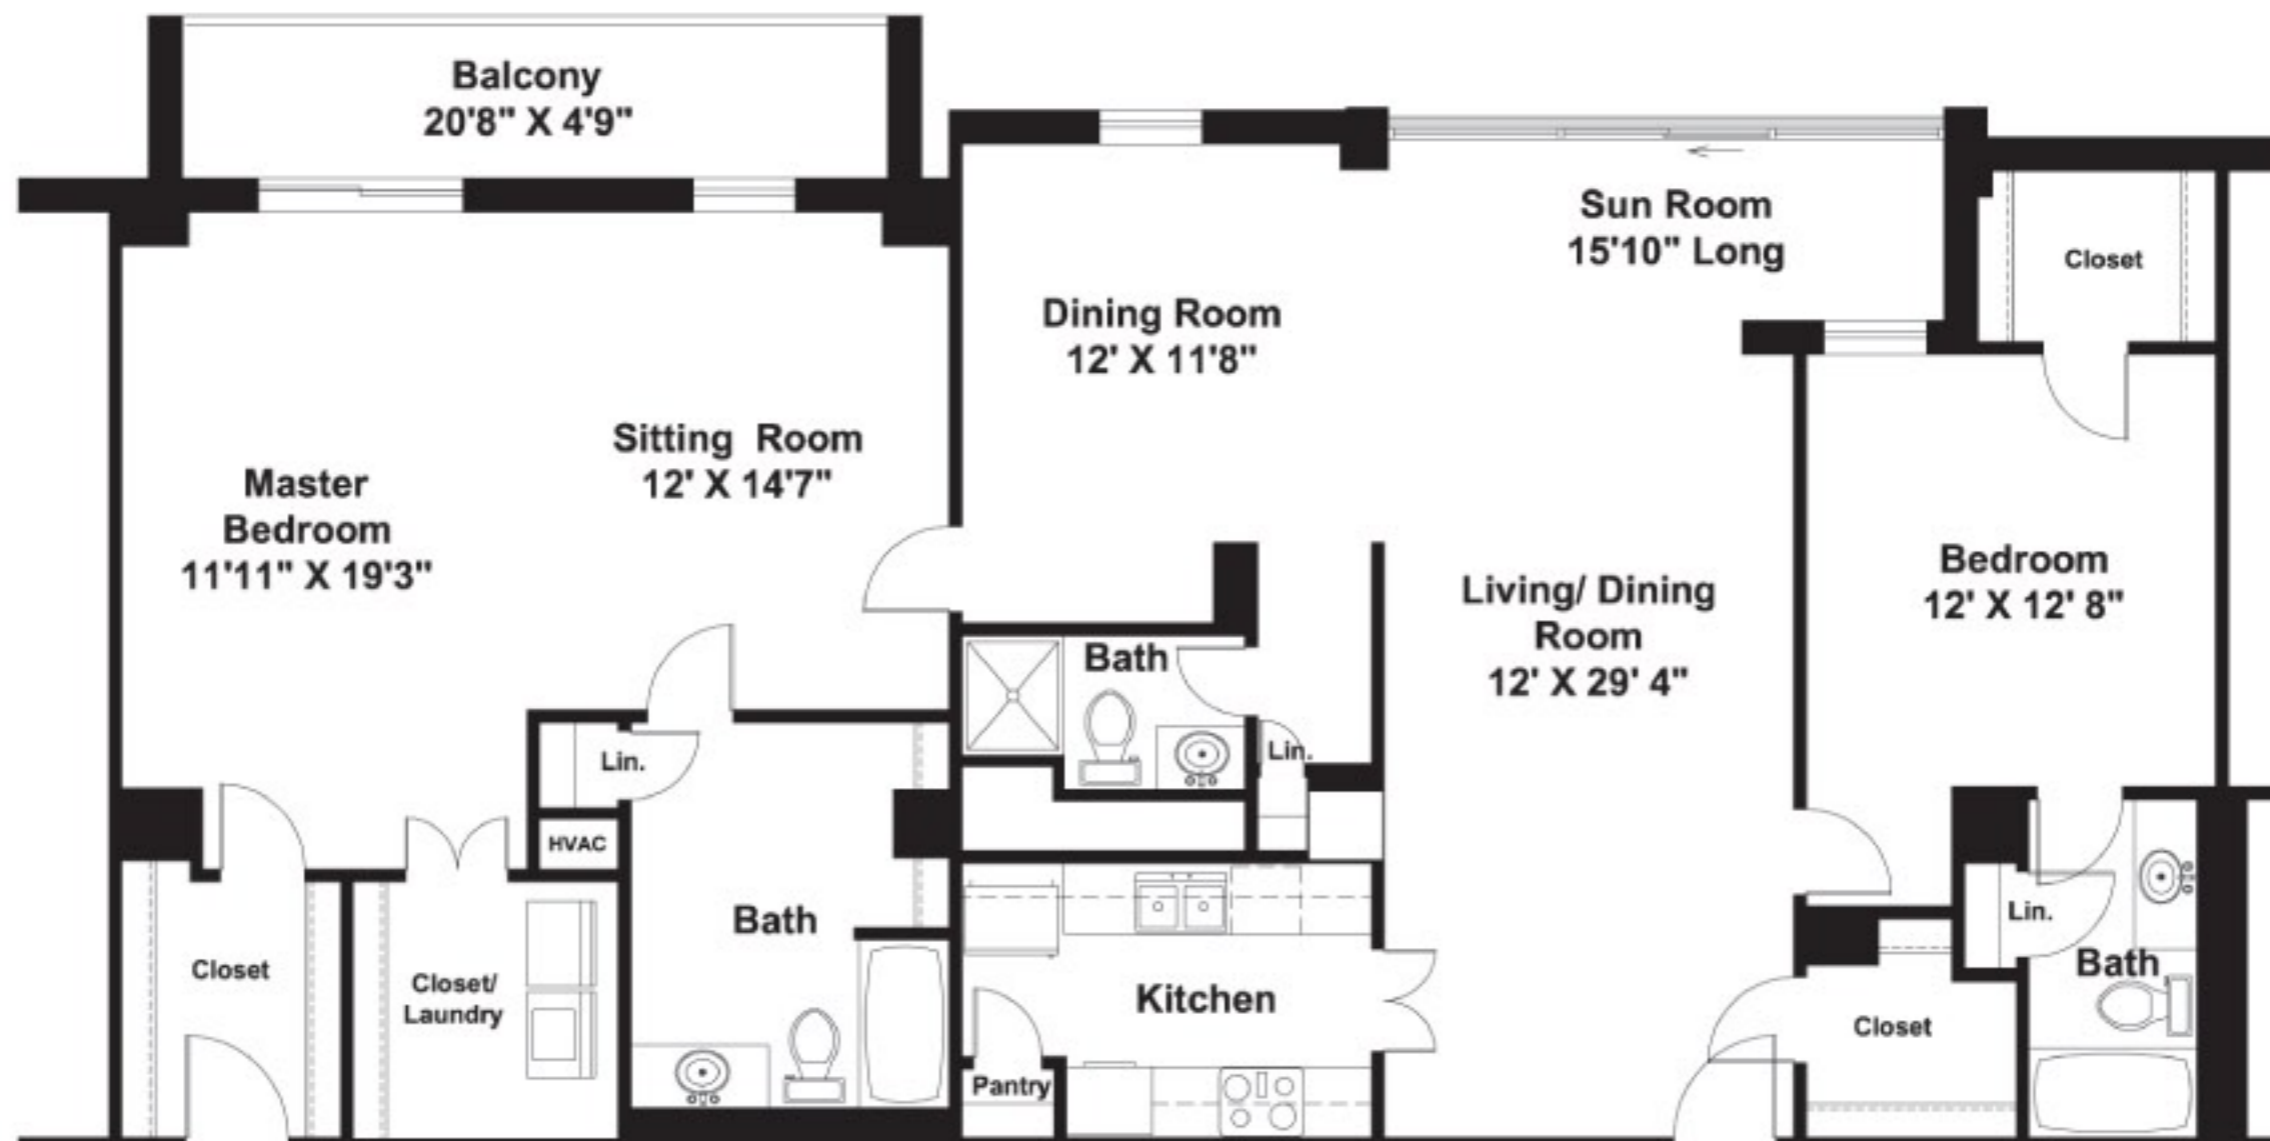 Balcony
20'8" X 4'9"
Sun Room
15'10" Long
Closet
Dining Room
12' X 11'8"
Sitting Room
12' X 14'7"
Master
Bedroom
11'11" X 19'3"
Living/ Dining
Room
12' X 29' 4"
Bedroom
12' X 12' 8"
Bath
Lin.
Lin.
HVAC
Bath
Closet
Closet/
Laundry
Kitchen
Pantry
Lin.
Bath
Closet